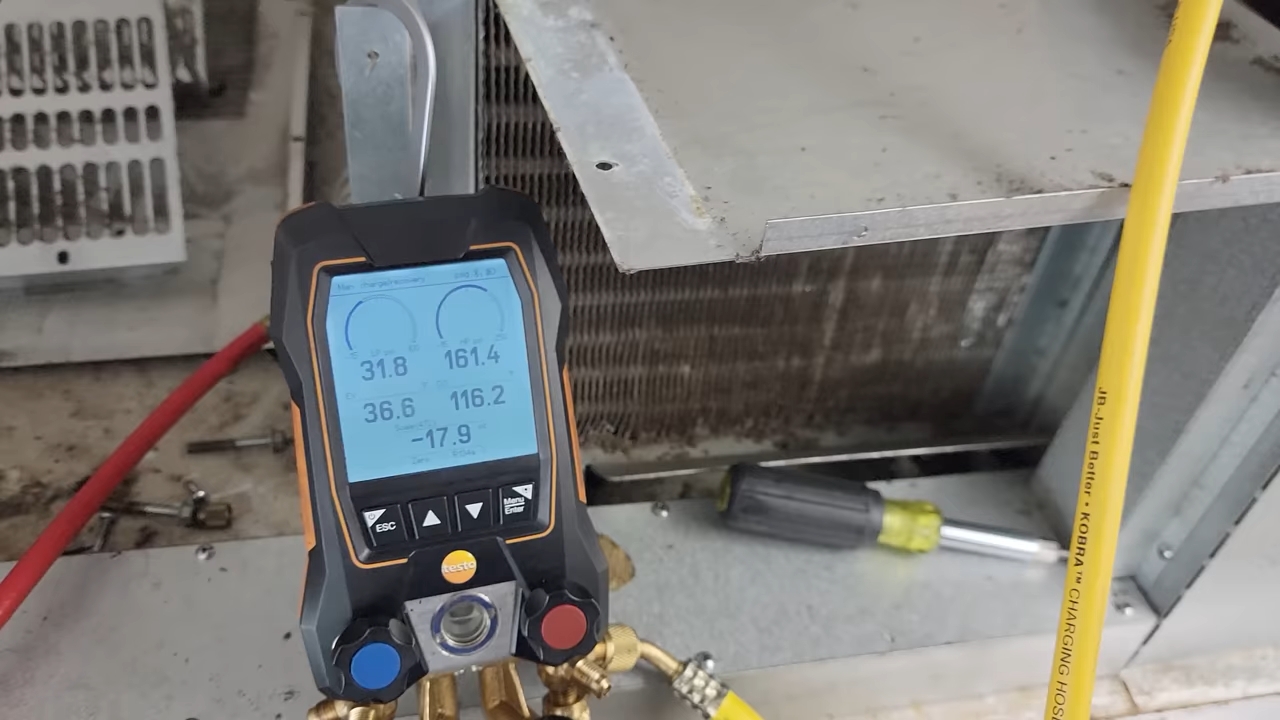 31.8 161.4
36.6 116.2
-17.9
ESC
Menu
Enter
testo
JB-Just Better • KOBRA™ CHARGING HOSE